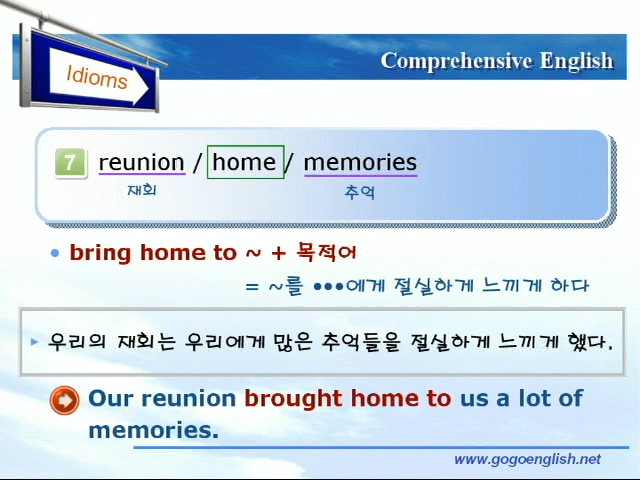 Idioms
Comprehensive English
7 reunion / home / memories
재회 추억
• bring home to ~ + 목적어
= ~를 •••에게 절실하게 느끼게 하다
우리의 재회는 우리에게 많은 추억들을 절실하게 느끼게 했다.
Our reunion brought home to us a lot of
memories.
www.gogoenglish.net